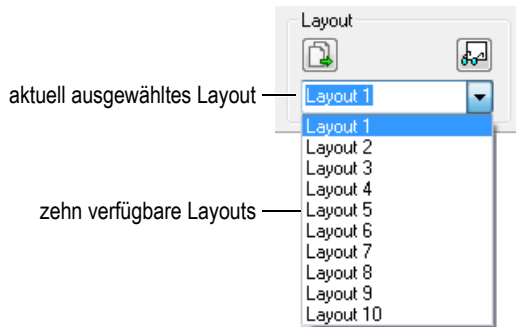 Layout
aktuell ausgewähltes Layout
Layout 1
Layout 1
Layout 2
Layout 3
Layout 4
zehn verfügbare Layouts
Layout 5
Layout 6
Layout 7
Layout 8
Layout 9
Layout 10